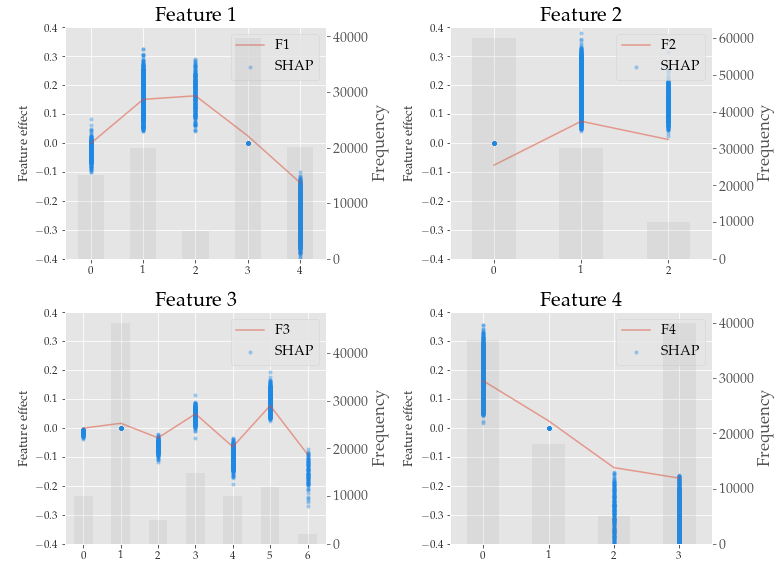 Feature 1
Feature effect
0.4
0.3
0.2
0.1
0.0
−0.1
−0.2
−0.3
−0.4
F1
SHAP
40000
30000
20000
10000
0
Frequency
0 1 2 3 4
Feature 2
Feature effect
0.4
0.3
0.2
0.1
0.0
−0.1
−0.2
−0.3
−0.4
F2
SHAP
60000
50000
40000
30000
20000
10000
0
Frequency
0 1 2
Feature 3
Feature effect
0.4
0.3
0.2
0.1
0.0
−0.1
−0.2
−0.3
−0.4
F3
SHAP
40000
30000
20000
10000
0
Frequency
0 1 2 3 4 5 6
Feature 4
Feature effect
0.4
0.3
0.2
0.1
0.0
−0.1
−0.2
−0.3
−0.4
F4
SHAP
40000
30000
20000
10000
0
Frequency
0 1 2 3